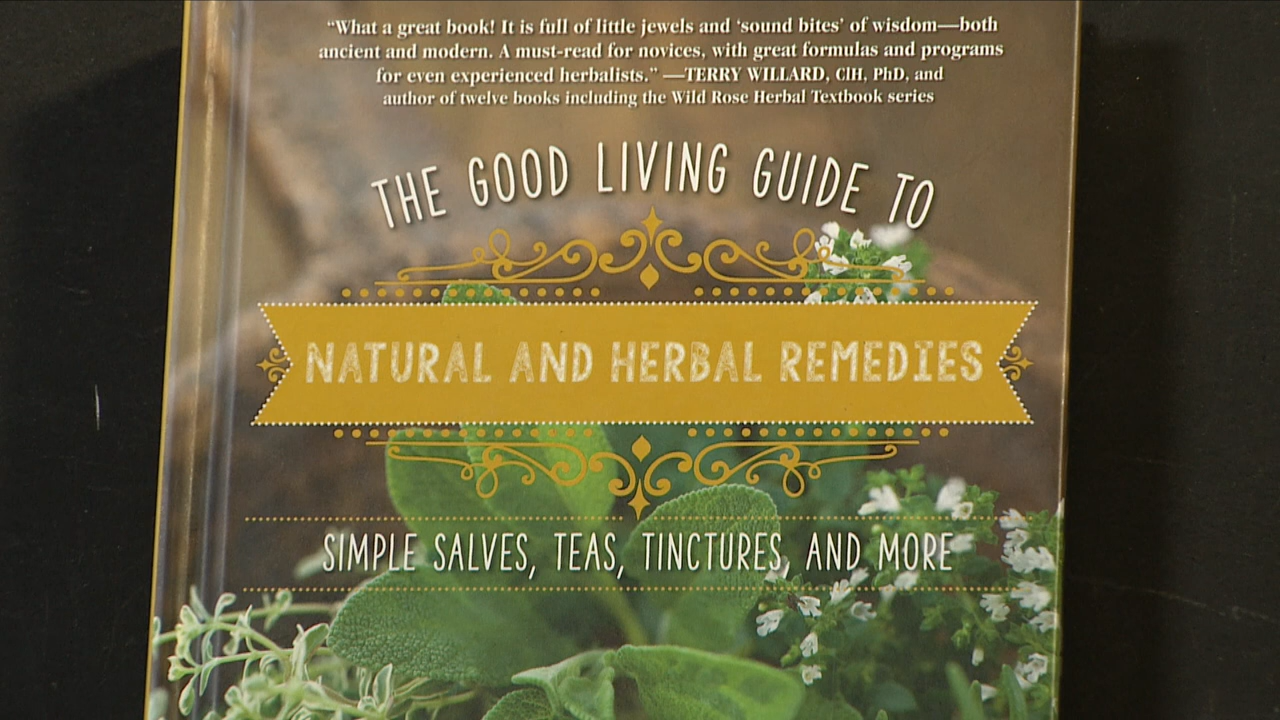 “What a great book! It is full of little jewels and ‘sound bites’ of wisdom—both
ancient and modern. A must-read for novices, with great formulas and programs
for even experienced herbalists.” —TERRY WILLARD, ClH, PhD, and
author of twelve books including the Wild Rose Herbal Textbook series
THE GOOD LIVING GUIDE TO
NATURAL AND HERBAL REMEDIES
SIMPLE SALVES, TEAS, TINCTURES, AND MORE